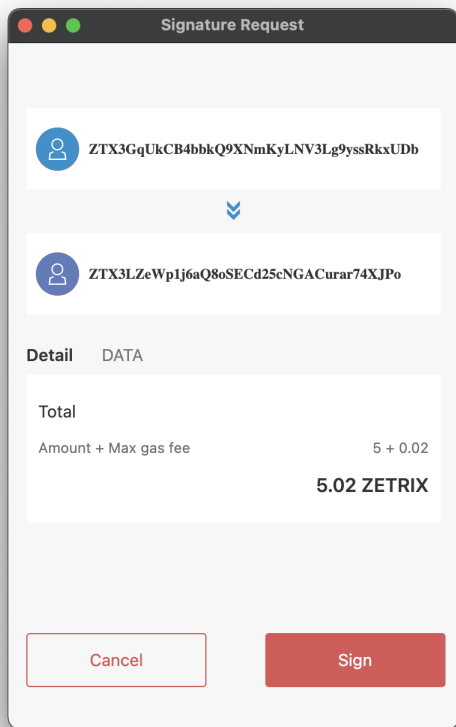 Signature Request
ZTX3GqUkCB4bbkQ9XNmKyLNV3Lg9yssRkxUDb
ZTX3LZeWp1j6aQ8oSECd25cNGACurar74XJPo
Detail DATA
Total
Amount + Max gas fee 5 + 0.02
5.02 ZETRIX
Cancel Sign